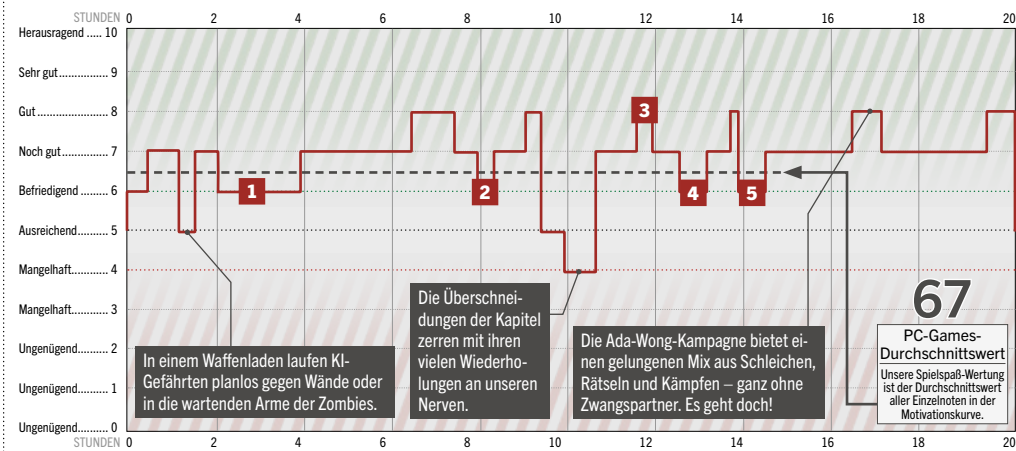 STUNDEN 0 2 4 6 8 10 12 14 16 18 20
Herausragend ..... 10
Sehr gut ............. 9
Gut ..................... 8
Noch gut ............. 7
Befriedigend ........ 6
Ausreichend ......... 5
Mangelhaft ........... 4
Mangelhaft ........... 3
Ungenügend ......... 2
Ungenügend ......... 1
Ungenügend ......... 0
STUNDEN 0 2 4 6 8 10 12 14 16 18 20
1
2
3
4
5
In einem Waffenladen laufen KI-
Gefährten planlos gegen Wände oder
in die wartenden Arme der Zombies.
Die Überschnei-
dungen der Kapitel
zerren mit ihren
vielen Wiederho-
lungen an unseren
Nerven.
Die Ada-Wong-Kampagne bietet ei-
nen gelungenen Mix aus Schleichen,
Rätseln und Kämpfen – ganz ohne
Zwangspartner. Es geht doch!
67
PC-Games-
Durchschnittswert
Unsere Spielspaß-Wertung
ist der Durchschnittswert
aller Einzelnoten in der
Motivationskurve.